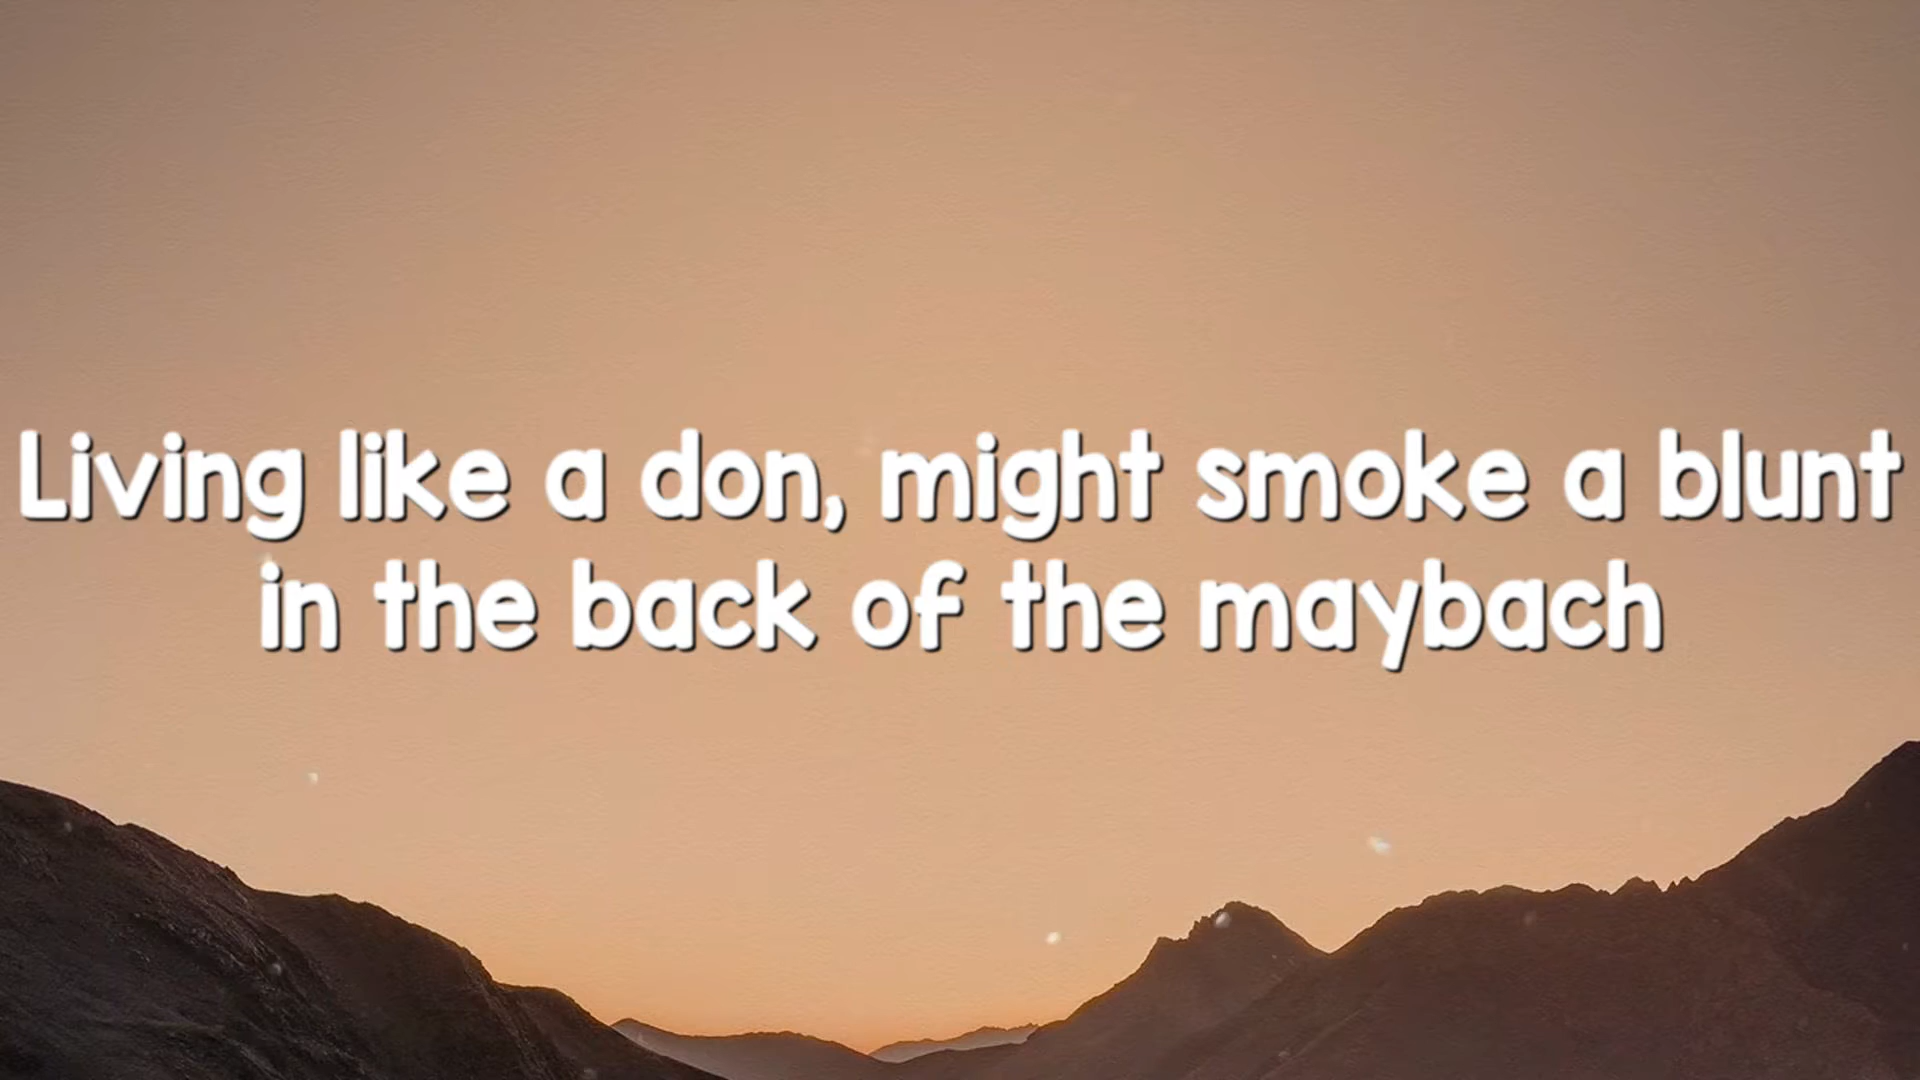 Living like a don, might smoke a blunt
in the back of the maybach